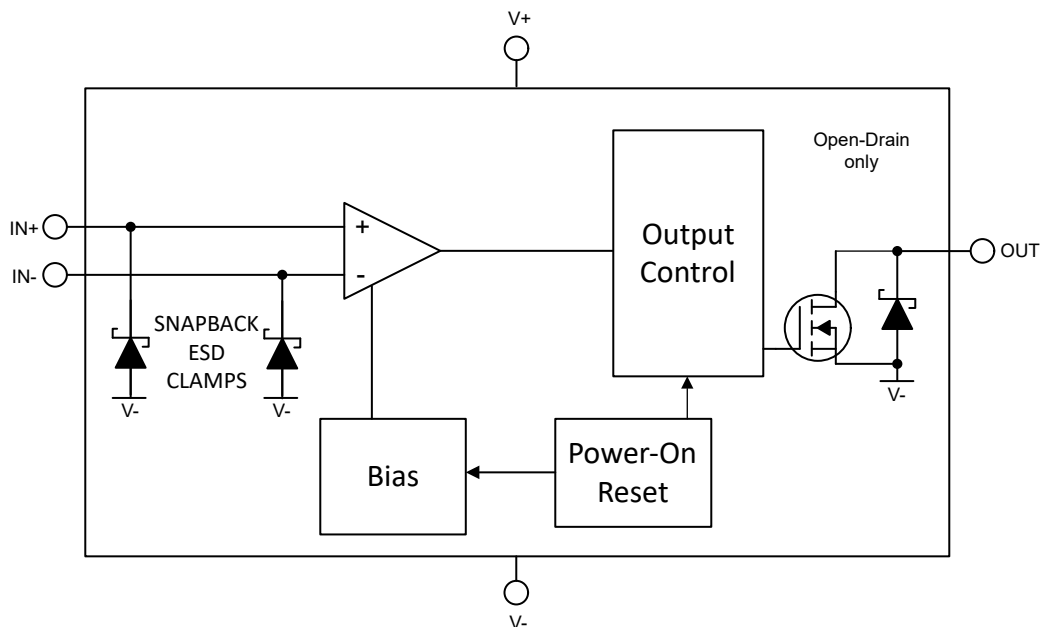 V+
Open-Drain
only
IN+
+
Output
Control
IN-
-
OUT
SNAPBACK
ESD
CLAMPS
V-
V-
V-
Bias
Power-On
Reset
V-